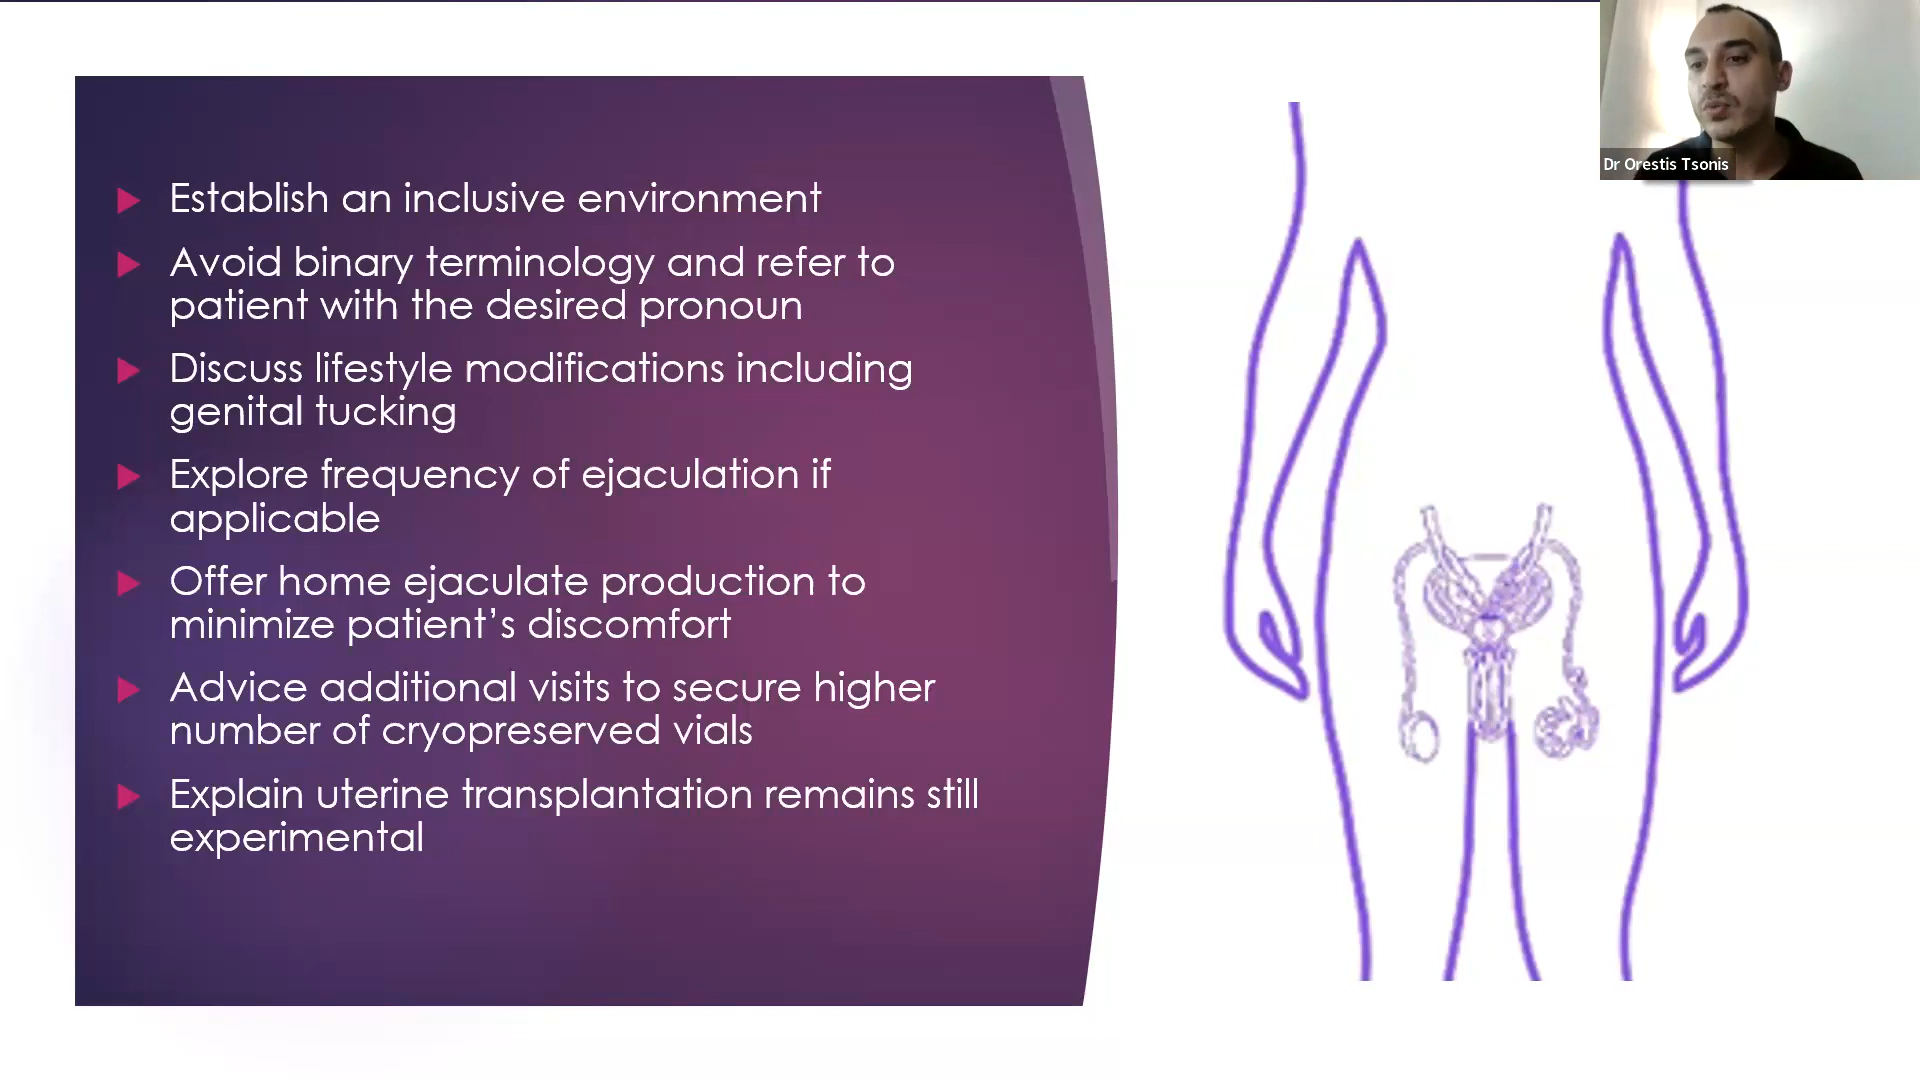 Establish an inclusive environment
Avoid binary terminology and refer to
patient with the desired pronoun
Discuss lifestyle modifications including
genital tucking
Explore frequency of ejaculation if
applicable
Offer home ejaculate production to
minimize patient’s discomfort
Advice additional visits to secure higher
number of cryopreserved vials
Explain uterine transplantation remains still
experimental
Dr Orestis Tsonis